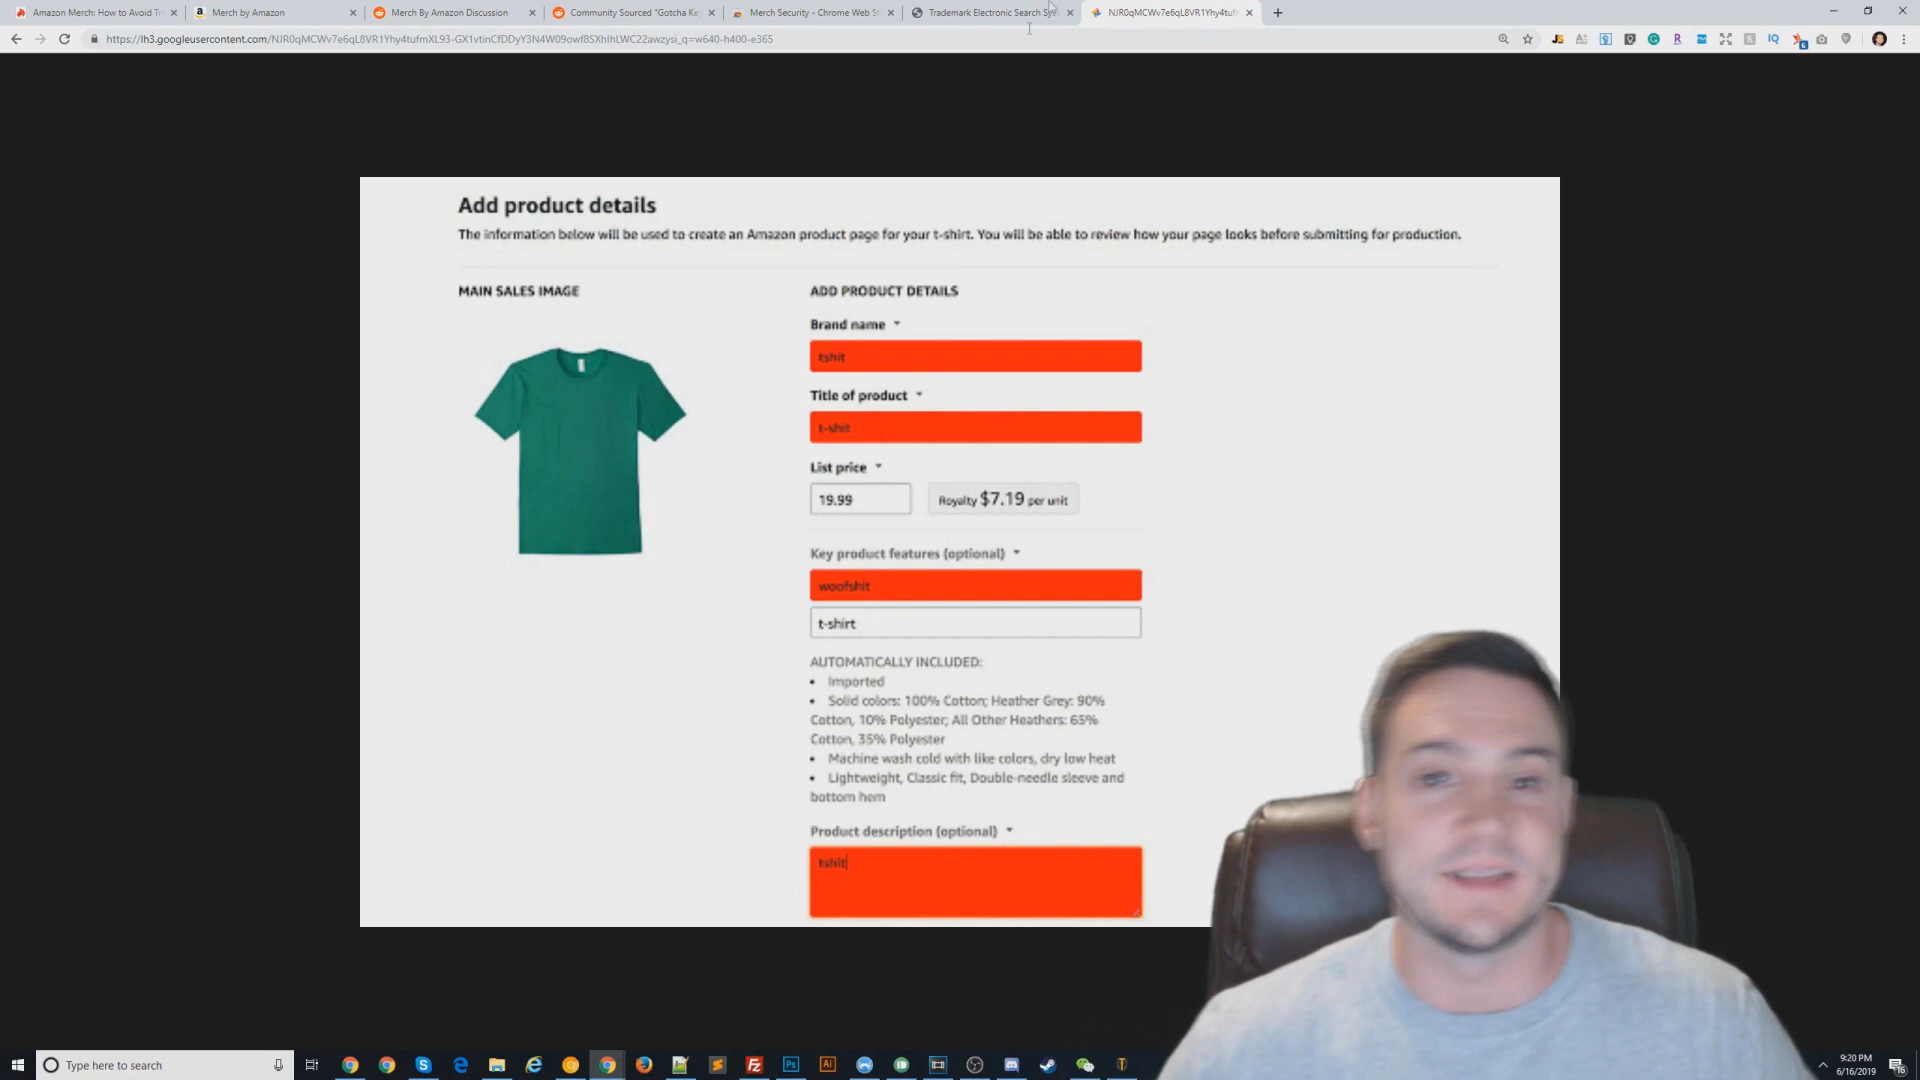 Amazon Merch: How to Avoid Tr
Merch by Amazon
Merch By Amazon Discussion
Community Sourced "Gotcha Ke
Merch Security - Chrome Web St
Trademark Electronic Search Sys
NJR0qMCWv7e6qL8VR1Yhy4tufm
https://lh3.googleusercontent.com/NJR0qMCWv7e6qL8VR1Yhy4tufmXL93-GX1vtinCfDDyY3N4W09owf8SXhlhLWC22awzysi_q=w640-h400-e365
Add product details
The information below will be used to create an Amazon product page for your t-shirt. You will be able to review how your page looks before submitting for production.
MAIN SALES IMAGE
ADD PRODUCT DETAILS
Brand name
tshit
Title of product
t-shit
List price
19.99
Royalty $7.19 per unit
Key product features (optional)
woofshit
t-shirt
AUTOMATICALLY INCLUDED:
• Imported
• Solid colors: 100% Cotton; Heather Grey: 90%
Cotton, 10% Polyester; All Other Heathers: 65%
Cotton, 35% Polyester
• Machine wash cold with like colors, dry low heat
• Lightweight, Classic fit, Double-needle sleeve and
bottom hem
Product description (optional)
tshit
Type here to search
9:20 PM
6/16/2019